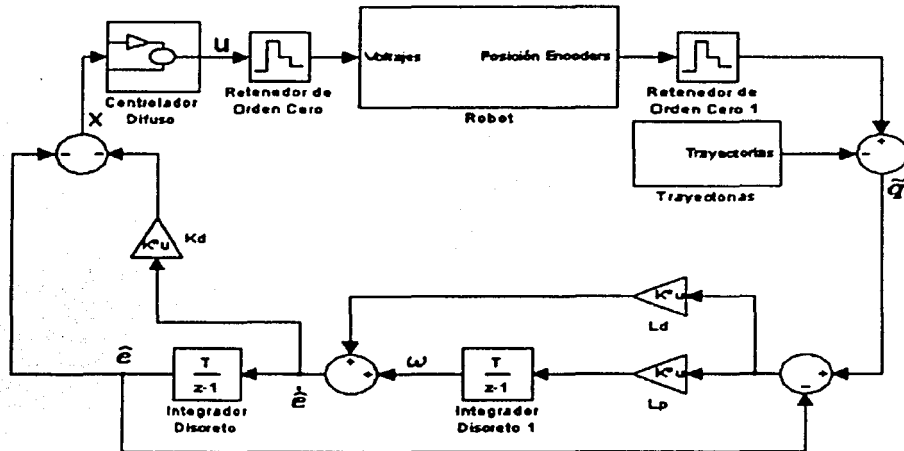 u
Voltajes
Posición Encoders
Controlador
Difuso
Retenedor de
Orden Cero
Robot
Retenedor de
Orden Cero 1
x
- -
Trayectorias
+
-
Trayectorias
q̃
K*u
Kd
K*u
Ld
ê
T
z-1
ê̇
+ +
ω
T
z-1
K*u
Lp
+
-
Integrador
Discreto
Integrador
Discreto 1